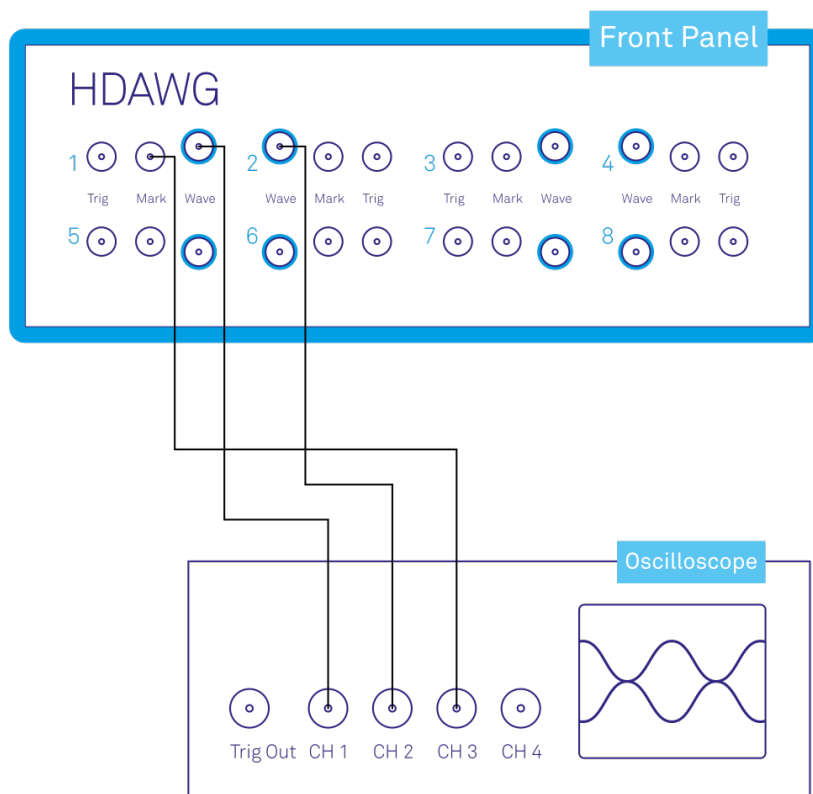 Front Panel
HDAWG
1 2 3 4
Trig Mark Wave Wave Mark Trig Trig Mark Wave Wave Mark Trig
5 6 7 8
Oscilloscope
Trig Out CH 1 CH 2 CH 3 CH 4